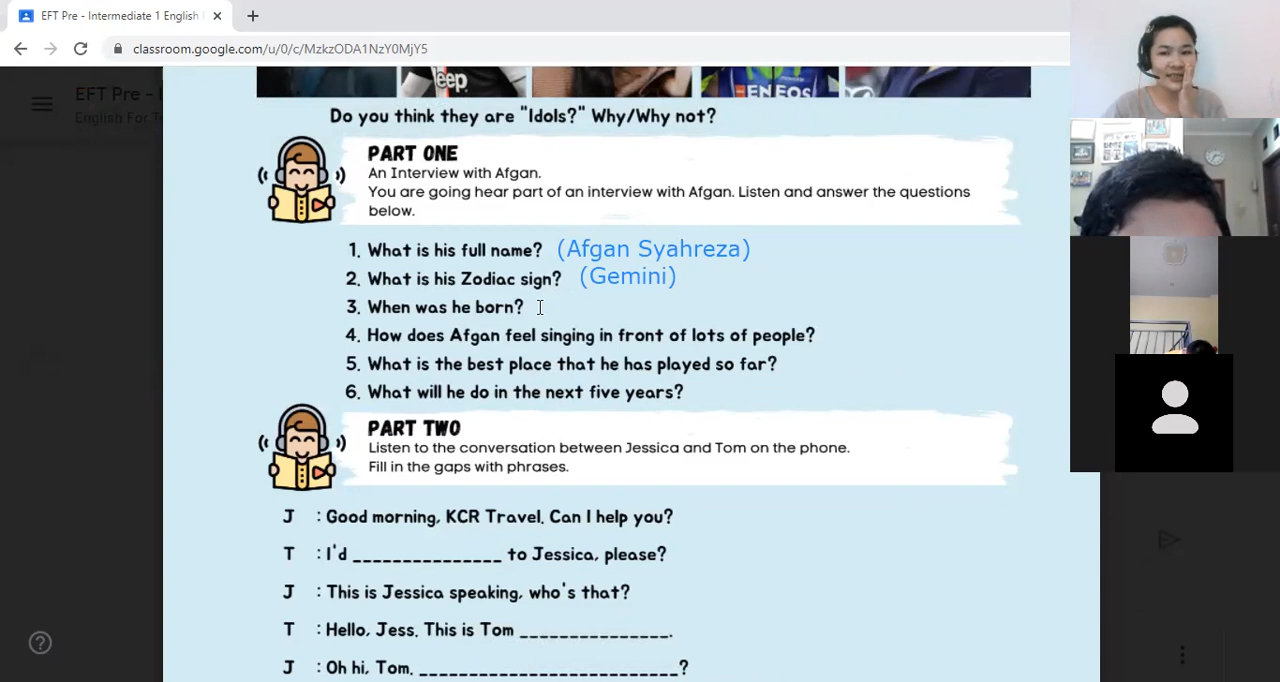 EFT Pre - Intermediate 1 English
classroom.google.com/u/0/c/MzkzODA1NzY0MjY5
EFT Pre - I
English For Te
Jeep
ENEOS
Do you think they are "Idols?" Why/Why not?
PART ONE
An Interview with Afgan.
You are going hear part of an interview with Afgan. Listen and answer the questions
below.
1. What is his full name? (Afgan Syahreza)
2. What is his Zodiac sign? (Gemini)
3. When was he born?
4. How does Afgan feel singing in front of lots of people?
5. What is the best place that he has played so far?
6. What will he do in the next five years?
PART TWO
Listen to the conversation between Jessica and Tom on the phone.
Fill in the gaps with phrases.
J : Good morning, KCR Travel. Can I help you?
T : I'd _______________ to Jessica, please?
J : This is Jessica speaking, who's that?
T : Hello, Jess. This is Tom _______________.
J : Oh hi, Tom. __________________________?